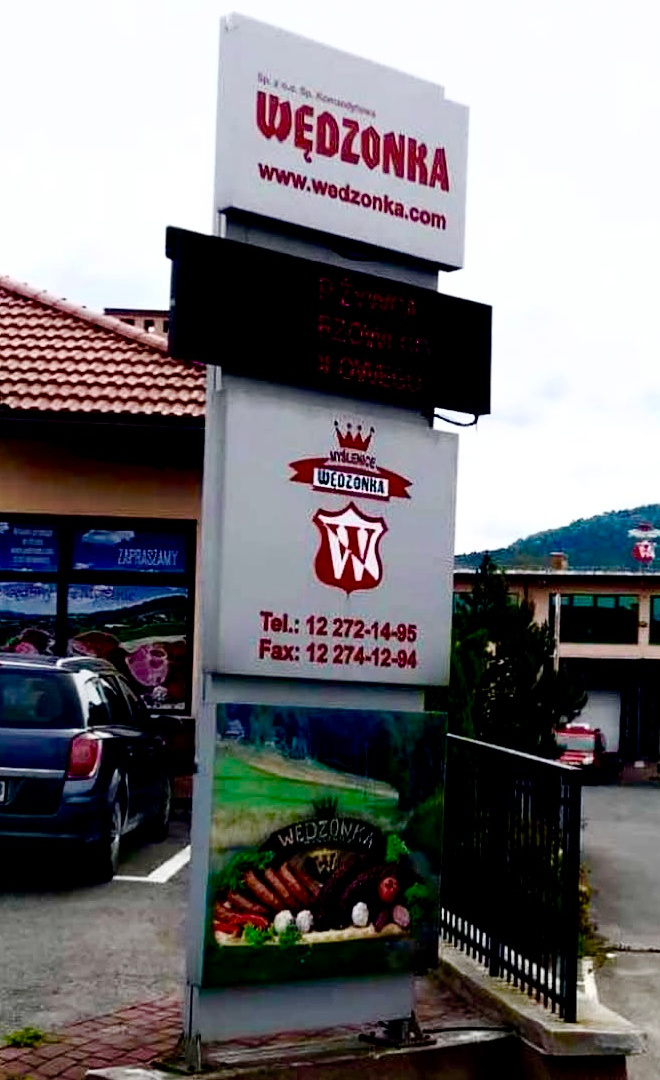 Sp. z o.o. Sp. Komandytowa
WĘDZONKA
www.wedzonka.com
MYŚLENICE
WĘDZONKA
W
Tel.: 12 272-14-95
Fax: 12 274-12-94
ZAPRASZAMY
WĘDZONKA
W